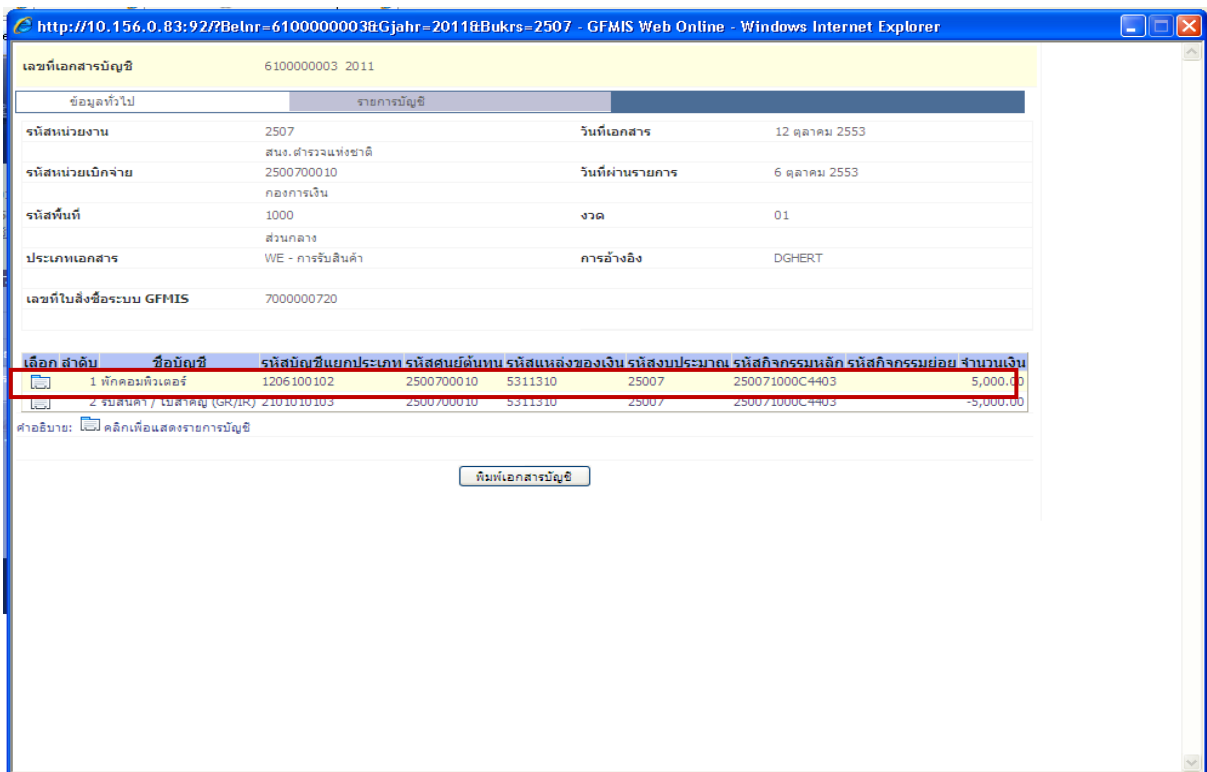 http://10.156.0.83:92/?Belnr=6100000003&Gjahr=2011&Bukrs=2507 - GFMIS Web Online - Windows Internet Explorer
เลขที่เอกสารบัญชี 6100000003 2011
ข้อมูลทั่วไป รายการบัญชี
รหัสหน่วยงาน 2507 วันที่เอกสาร 12 ตุลาคม 2553
สนง.ตำรวจแห่งชาติ
รหัสหน่วยเบิกจ่าย 2500700010 วันที่ผ่านรายการ 6 ตุลาคม 2553
กองการเงิน
รหัสพื้นที่ 1000 งวด 01
ส่วนกลาง
ประเภทเอกสาร WE - การรับสินค้า การอ้างอิง DGHERT
เลขที่ใบสั่งซื้อระบบ GFMIS 7000000720
เลือก ลำดับ ชื่อบัญชี รหัสบัญชีแยกประเภท รหัสศูนย์ต้นทุน รหัสแหล่งของเงิน รหัสงบประมาณ รหัสกิจกรรมหลัก รหัสกิจกรรมย่อย จำนวนเงิน
1 พักคอมพิวเตอร์ 1206100102 2500700010 5311310 25007 250071000C4403 5,000.00
2 รับสินค้า / ใบสำคัญ (GR/IR) 2101010103 2500700010 5311310 25007 250071000C4403 -5,000.00
คำอธิบาย: คลิกเพื่อแสดงรายการบัญชี
พิมพ์เอกสารบัญชี